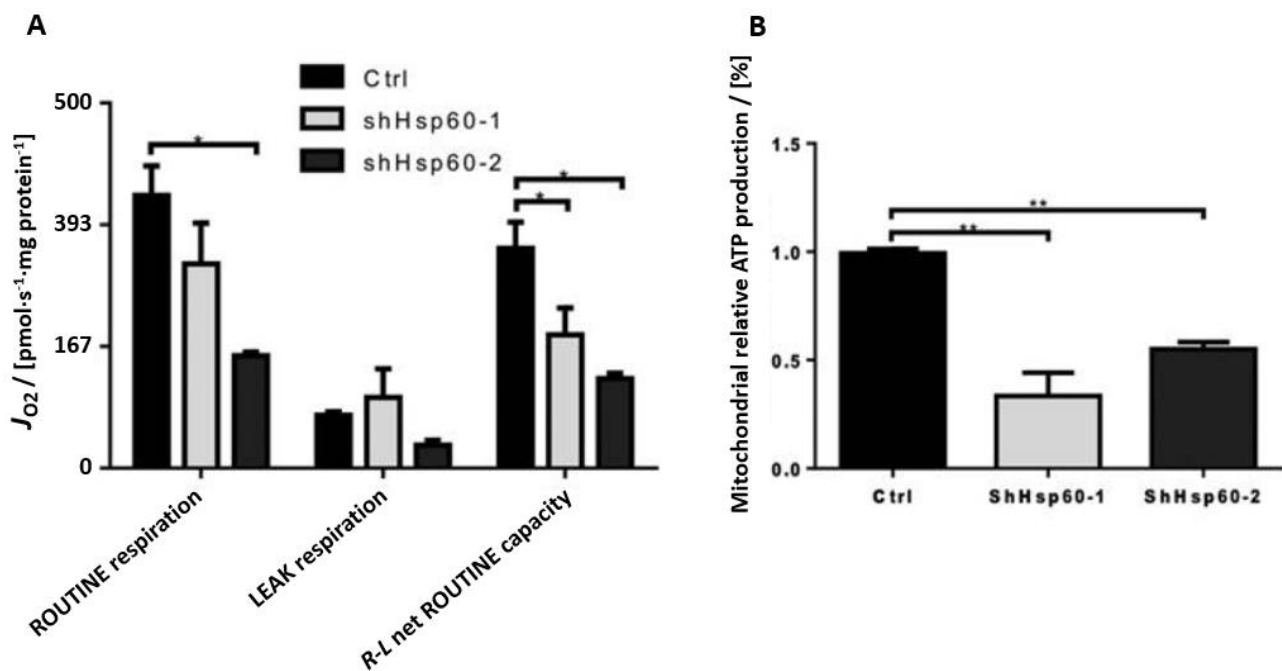 A
Ctrl
shHsp60-1
shHsp60-2
J O2 / [pmol·s⁻¹·mg protein⁻¹]
500
393
167
0
*
*
*
ROUTINE respiration
LEAK respiration
R-L net ROUTINE capacity
B
Mitochondrial relative ATP production / [%]
1.5
1.0
0.5
0.0
**
**
Ctrl
ShHsp60-1
ShHsp60-2